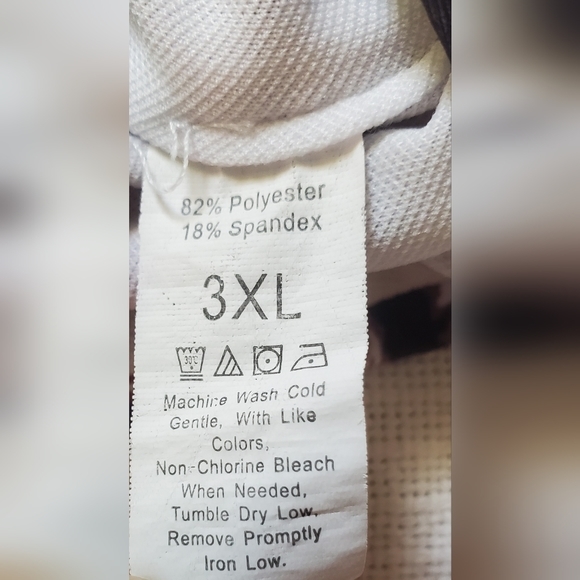 82% Polyester
18% Spandex
3XL
30℃
Machine Wash Cold
Gentle, With Like
Colors,
Non-Chlorine Bleach
When Needed,
Tumble Dry Low,
Remove Promptly
Iron Low.